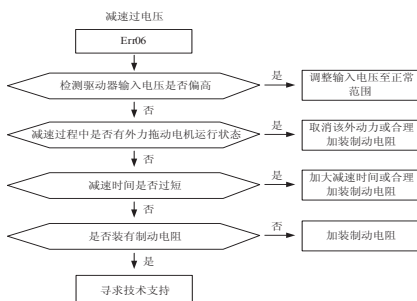 减速过电压
Err06
检测驱动器输入电压是否偏高
是
调整输入电压至正常
范围
否
减速过程中是否有外力拖动电机运行状态
是
取消该外动力或合理
加装制动电阻
否
减速时间是否过短
是
加大减速时间或合理
加装制动电阻
否
是否装有制动电阻
否
加装制动电阻
是
寻求技术支持